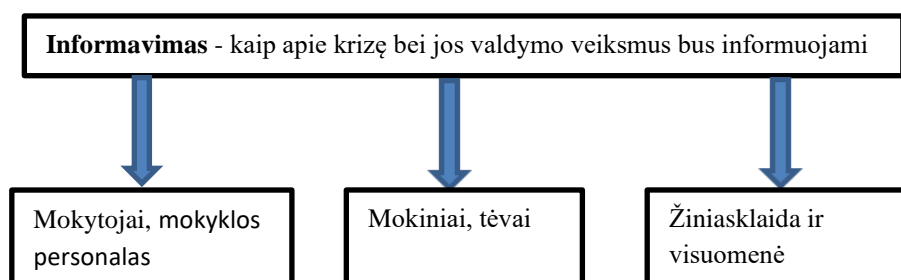 Informavimas - kaip apie krizę bei jos valdymo veiksmus bus informuojami
Mokytojai, mokyklos
personalas
Mokiniai, tėvai
Žiniasklaida ir
visuomenė